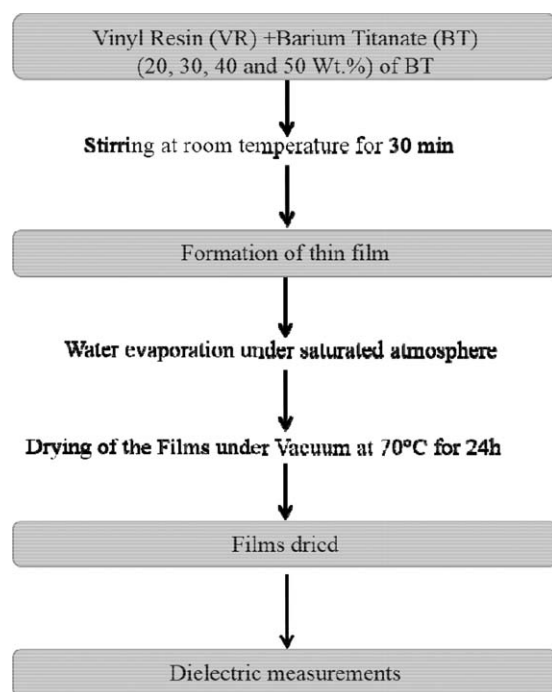 Vinyl Resin (VR) +Barium Titanate (BT)
(20, 30, 40 and 50 Wt.%) of BT
Stirring at room temperature for 30 min
Formation of thin film
Water evaporation under saturated atmosphere
Drying of the Films under Vacuum at 70°C for 24h
Films dried
Dielectric measurements